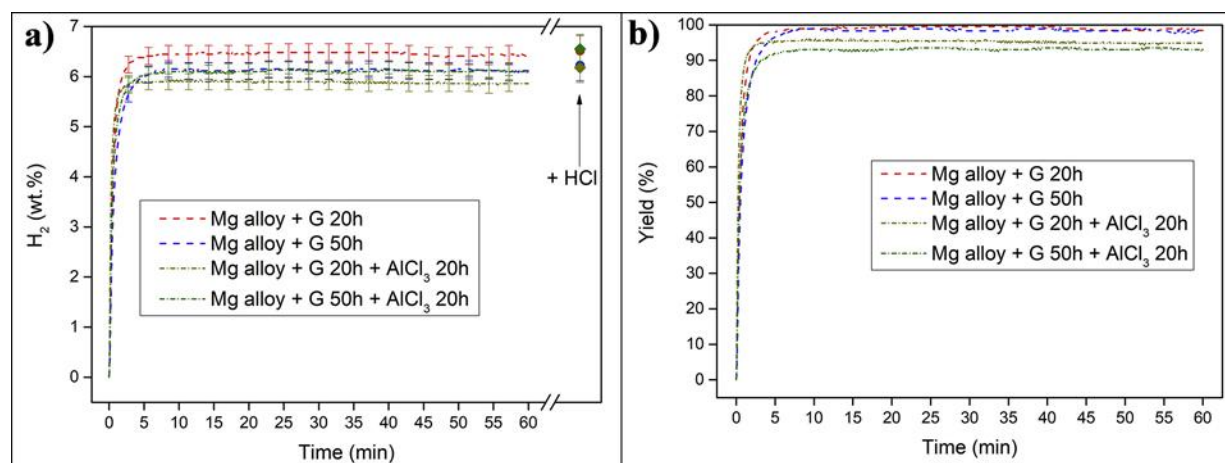 a)
H2 (wt.%)
7
6
5
4
3
2
1
0
+ HCl
Mg alloy + G 20h
Mg alloy + G 50h
Mg alloy + G 20h + AlCl3 20h
Mg alloy + G 50h + AlCl3 20h
0 5 10 15 20 25 30 35 40 45 50 55 60
Time (min)
b)
Yield (%)
100
90
80
70
60
50
40
30
20
10
0
Mg alloy + G 20h
Mg alloy + G 50h
Mg alloy + G 20h + AlCl3 20h
Mg alloy + G 50h + AlCl3 20h
0 5 10 15 20 25 30 35 40 45 50 55 60
Time (min)